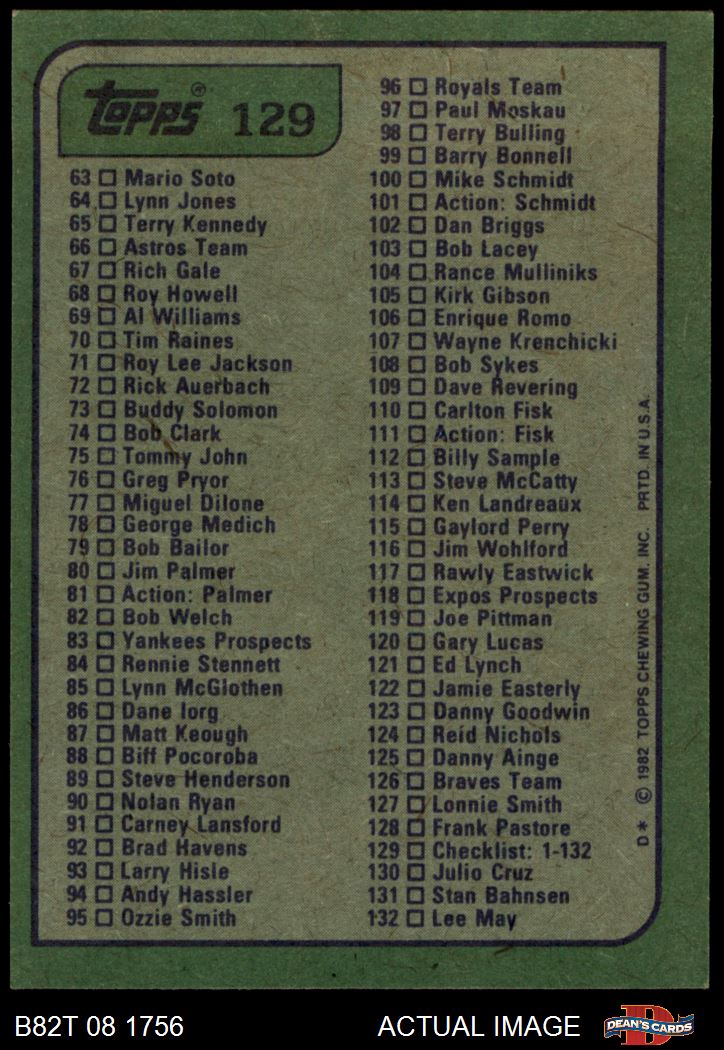 Topps® 129
63 □ Mario Soto
64 □ Lynn Jones
65 □ Terry Kennedy
66 □ Astros Team
67 □ Rich Gale
68 □ Roy Howell
69 □ Al Williams
70 □ Tim Raines
71 □ Roy Lee Jackson
72 □ Rick Auerbach
73 □ Buddy Solomon
74 □ Bob Clark
75 □ Tommy John
76 □ Greg Pryor
77 □ Miguel Dilone
78 □ George Medich
79 □ Bob Bailor
80 □ Jim Palmer
81 □ Action: Palmer
82 □ Bob Welch
83 □ Yankees Prospects
84 □ Rennie Stennett
85 □ Lynn McGlothen
86 □ Dane Iorg
87 □ Matt Keough
88 □ Biff Pocoroba
89 □ Steve Henderson
90 □ Nolan Ryan
91 □ Carney Lansford
92 □ Brad Havens
93 □ Larry Hisle
94 □ Andy Hassler
95 □ Ozzie Smith
96 □ Royals Team
97 □ Paul Moskau
98 □ Terry Bulling
99 □ Barry Bonnell
100 □ Mike Schmidt
101 □ Action: Schmidt
102 □ Dan Briggs
103 □ Bob Lacey
104 □ Rance Mulliniks
105 □ Kirk Gibson
106 □ Enrique Romo
107 □ Wayne Krenchicki
108 □ Bob Sykes
109 □ Dave Revering
110 □ Carlton Fisk
111 □ Action: Fisk
112 □ Billy Sample
113 □ Steve McCatty
114 □ Ken Landreaux
115 □ Gaylord Perry
116 □ Jim Wohlford
117 □ Rawly Eastwick
118 □ Expos Prospects
119 □ Joe Pittman
120 □ Gary Lucas
121 □ Ed Lynch
122 □ Jamie Easterly
123 □ Danny Goodwin
124 □ Reid Nichols
125 □ Danny Ainge
126 □ Braves Team
127 □ Lonnie Smith
128 □ Frank Pastore
129 □ Checklist: 1-132
130 □ Julio Cruz
131 □ Stan Bahnsen
132 □ Lee May
D* © 1982 TOPPS CHEWING GUM, INC. PRTD. IN U.S.A.
B82T 08 1756 ACTUAL IMAGE
D
DEAN'S CARDS